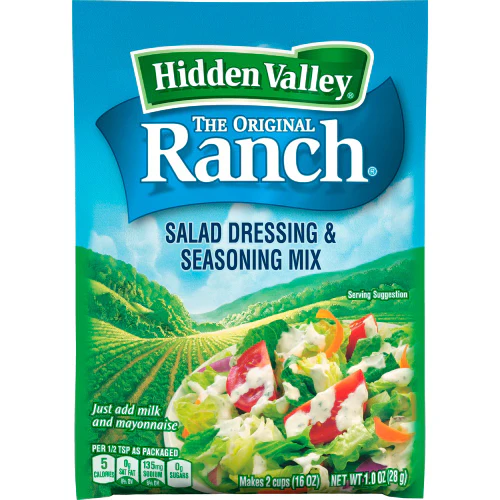 Hidden Valley®
THE ORIGINAL
Ranch®
SALAD DRESSING &
SEASONING MIX
Serving Suggestion
Just add milk
and mayonnaise
PER 1/2 TSP AS PACKAGED
5 CALORIES
0g SAT FAT 0% DV
135mg SODIUM 6% DV
0g SUGARS
Makes 2 cups (16 OZ) NET WT 1.0 OZ (28 g)